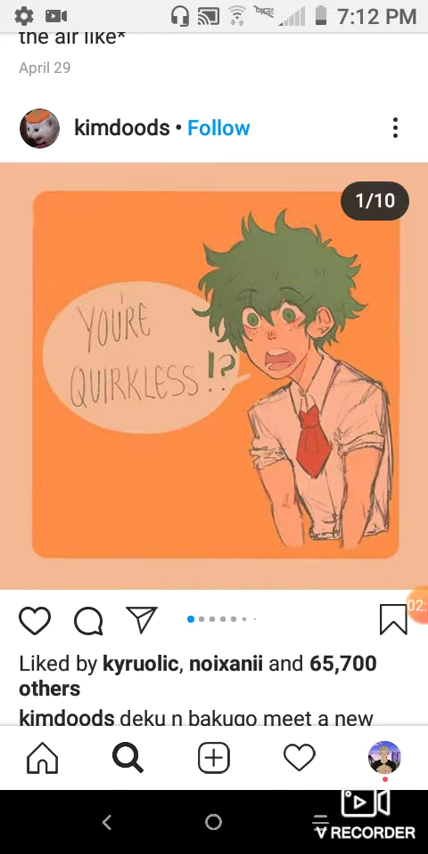 7:12 PM
the air like*
April 29
kimdoods • Follow
1/10
YOU'RE
QUIRKLESS!?
02:
Liked by kyruolic, noixanii and 65,700
others
kimdoods deku n bakugo meet a new
V RECORDER